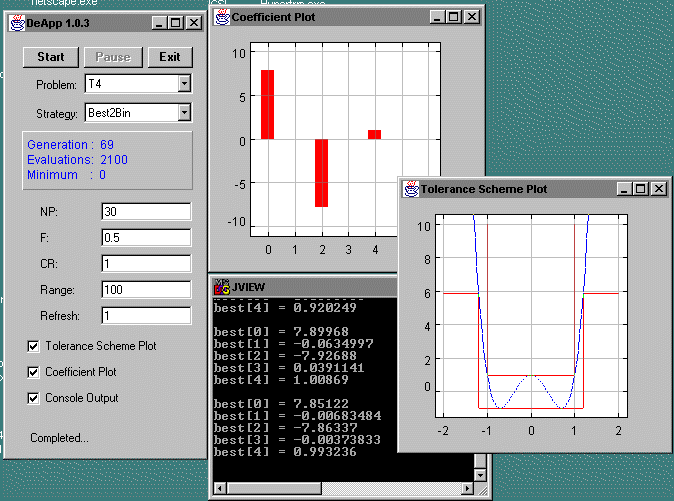 netscape.exe
CSL
Hypertrm.exe
DeApp 1.0.3
Start Pause Exit
Problem: T4
Strategy: Best2Bin
Generation : 69
Evaluations: 2100
Minimum : 0
NP: 30
F: 0.5
CR: 1
Range: 100
Refresh: 1
Tolerance Scheme Plot
Coefficient Plot
Console Output
Completed...
Coefficient Plot
10
5
0
-5
-10
0 1 2 3 4
JVIEW
best[4] = 0.920249
best[0] = 7.89968
best[1] = -0.0634997
best[2] = -7.92688
best[3] = 0.0391141
best[4] = 1.00869
best[0] = 7.85122
best[1] = -0.00683484
best[2] = -7.86337
best[3] = -0.00373833
best[4] = 0.993236
Tolerance Scheme Plot
10
8
6
4
2
0
-2 -1 0 1 2